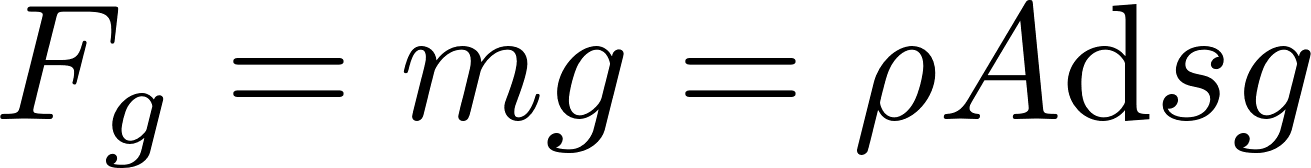 F_g = mg = ρAdsg